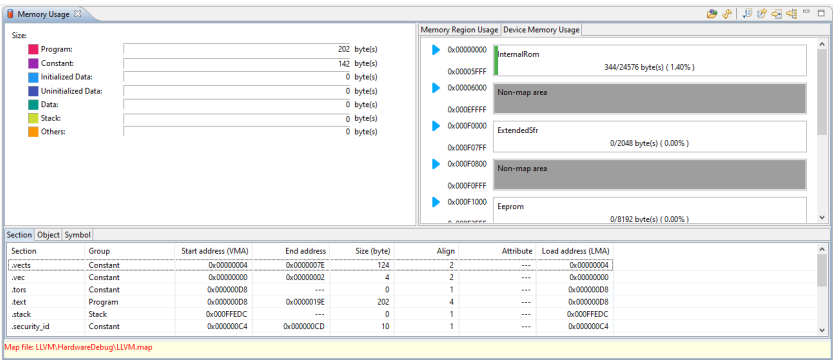 Memory Usage
Size:
Program: 202 byte(s)
Constant: 142 byte(s)
Initialized Data: 0 byte(s)
Uninitialized Data: 0 byte(s)
Data: 0 byte(s)
Stack: 0 byte(s)
Others: 0 byte(s)
Memory Region Usage Device Memory Usage
0x00000000
InternalRom
344/24576 byte(s) ( 1.40% )
0x00005FFF
0x00006000
Non-map area
0x000EFFFF
0x000F0000
ExtendedSfr
0/2048 byte(s) ( 0.00% )
0x000F07FF
0x000F0800
Non-map area
0x000F0FFF
0x000F1000
Eeprom
0/8192 byte(s) ( 0.00% )
Section Object Symbol
Section Group Start address (VMA) End address Size (byte) Align Attribute Load address (LMA)
.vects Constant 0x00000004 0x0000007E 124 2 --- 0x00000004
.vec Constant 0x00000000 0x00000002 4 2 --- 0x00000000
.tors Constant 0x000000D8 --- 0 1 --- 0x000000D8
.text Program 0x000000D8 0x0000019E 202 4 --- 0x000000D8
.stack Stack 0x000FFEDC --- 0 1 --- 0x000FFEDC
.security_id Constant 0x000000C4 0x000000CD 10 1 --- 0x000000C4
Map file: LLVM\HardwareDebug\LLVM.map